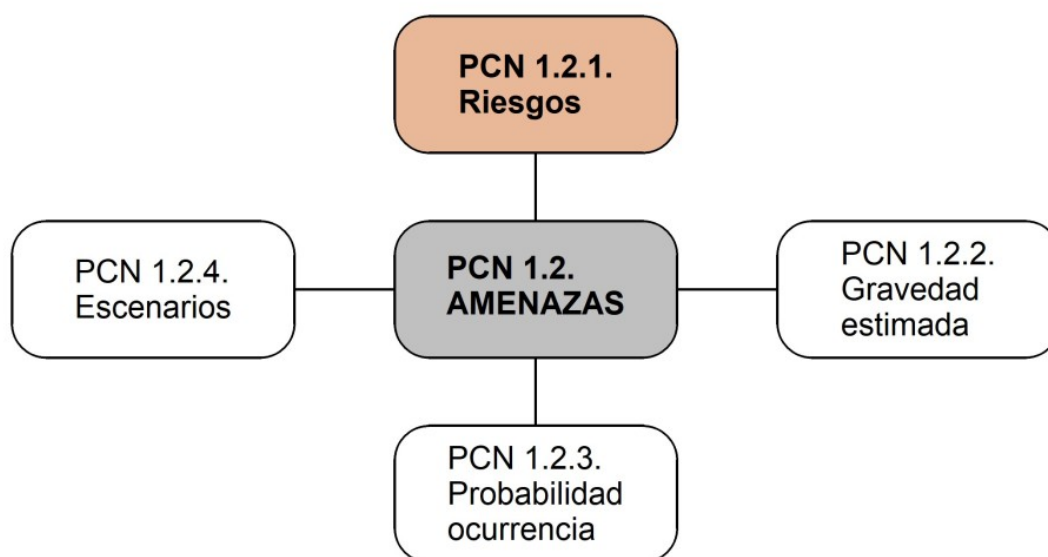 PCN 1.2.1.
Riesgos
PCN 1.2.4.
Escenarios
PCN 1.2.
AMENAZAS
PCN 1.2.2.
Gravedad
estimada
PCN 1.2.3.
Probabilidad
ocurrencia